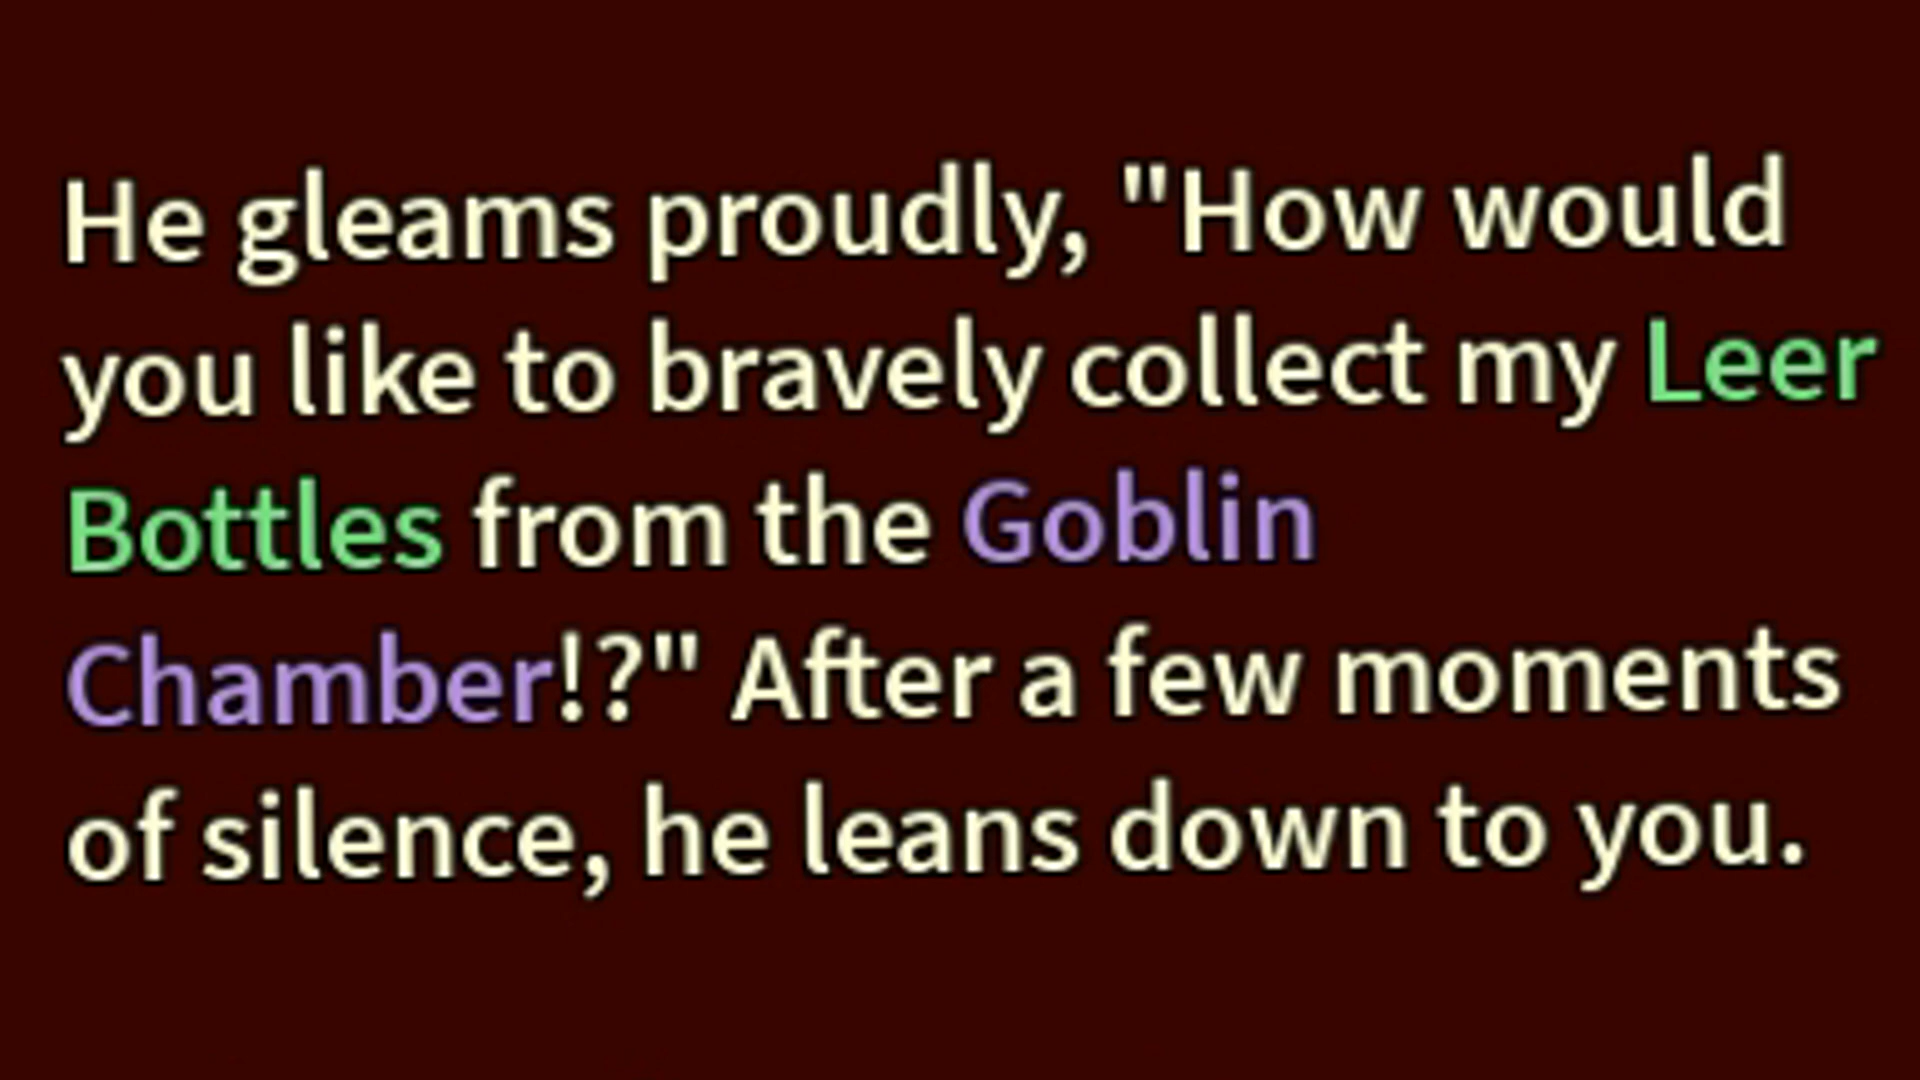 He gleams proudly, "How would
you like to bravely collect my Leer
Bottles from the Goblin
Chamber!?" After a few moments
of silence, he leans down to you.